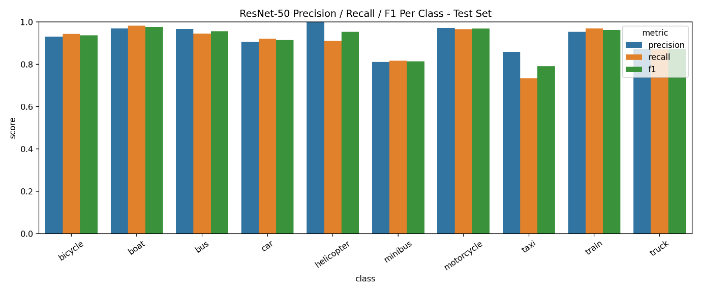 ResNet-50 Precision / Recall / F1 Per Class - Test Set
1.0
0.8
0.6
0.4
0.2
0.0
score
metric
precision
recall
f1
bicycle
boat
bus
car
helicopter
minibus
motorcycle
taxi
train
truck
class